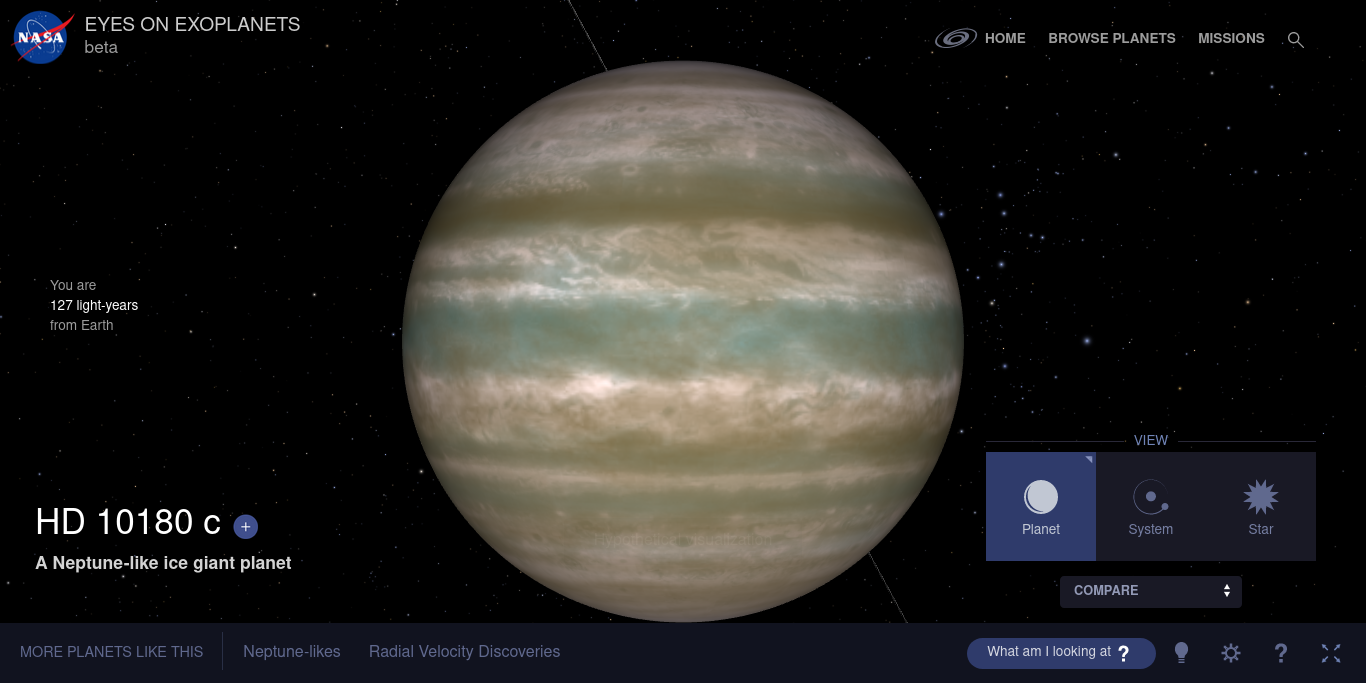 NASA
EYES ON EXOPLANETS
beta
HOME
BROWSE PLANETS
MISSIONS
You are
127 light-years
from Earth
VIEW
Planet
System
Star
HD 10180 c +
A Neptune-like ice giant planet
COMPARE
MORE PLANETS LIKE THIS
Neptune-likes
Radial Velocity Discoveries
What am I looking at ?
?